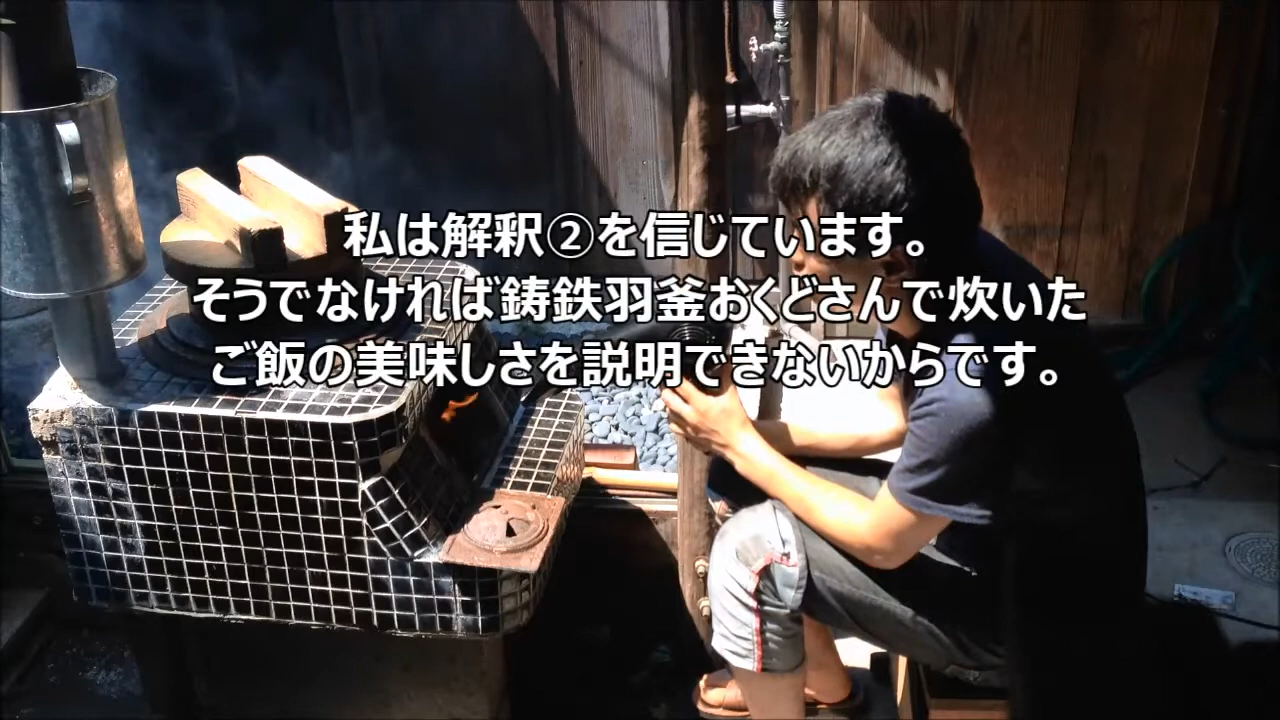 私は解釈②を信じています。
そうでなければ鋳鉄羽釜おくどさんで炊いた
ご飯の美味しさを説明できないからです。